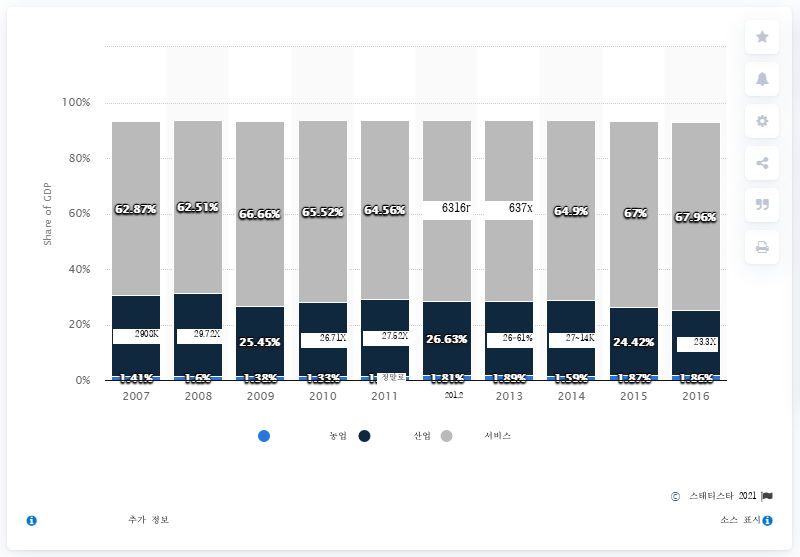 100%
80%
60%
40%
20%
0%
Share of GDP
62.87% 62.51% 66.66% 65.52% 64.56% 6316r 637x 64.9% 67% 67.96%
2903X 29.72X 25.45% 26.71X 27.52X 26.63% 26-61% 27~14X 24.42% 23.3X
1.41% 1.6% 1.38% 1.33% 정말로 1.81% 1.89% 1.59% 1.87% 1.86%
2007 2008 2009 2010 2011 2012 2013 2014 2015 2016
농업 산업 서비스
© 스태티스타 2021
추가 정보 소스 표시